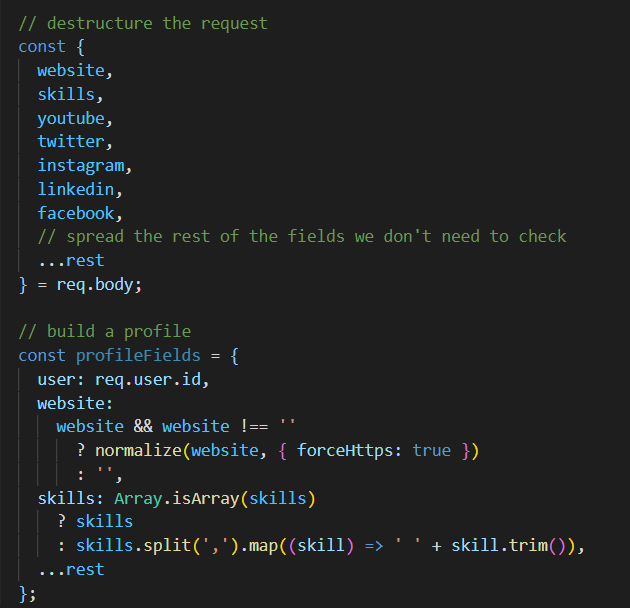 // destructure the request
const {
website,
skills,
youtube,
twitter,
instagram,
linkedin,
facebook,
// spread the rest of the fields we don't need to check
...rest
} = req.body;
// build a profile
const profileFields = {
user: req.user.id,
website:
website && website !== ''
? normalize(website, { forceHttps: true })
: '',
skills: Array.isArray(skills)
? skills
: skills.split(',').map((skill) => ' ' + skill.trim()),
...rest
};